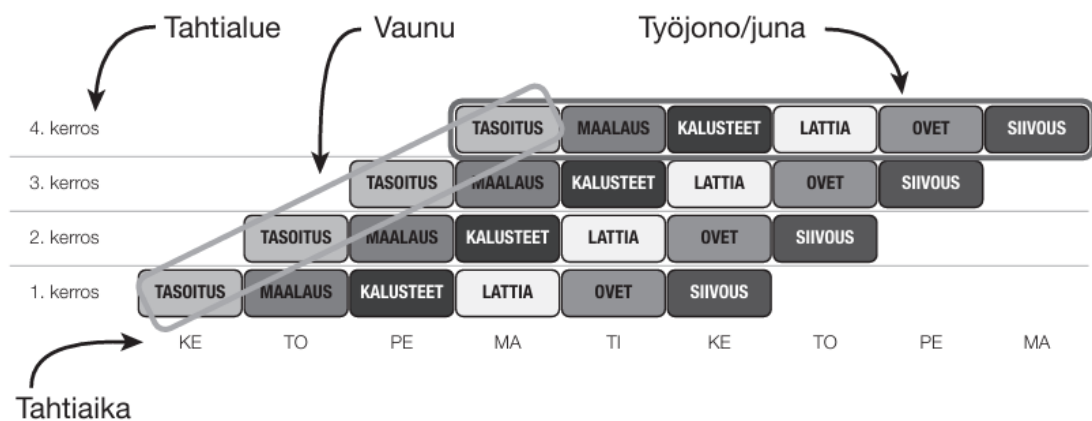 Tahtialue Vaunu Työjono/juna
4. kerros TASOITUS MAALAUS KALUSTEET LATTIA OVET SIIVOUS
3. kerros TASOITUS MAALAUS KALUSTEET LATTIA OVET SIIVOUS
2. kerros TASOITUS MAALAUS KALUSTEET LATTIA OVET SIIVOUS
1. kerros TASOITUS MAALAUS KALUSTEET LATTIA OVET SIIVOUS
KE TO PE MA TI KE TO PE MA
Tahtiaika